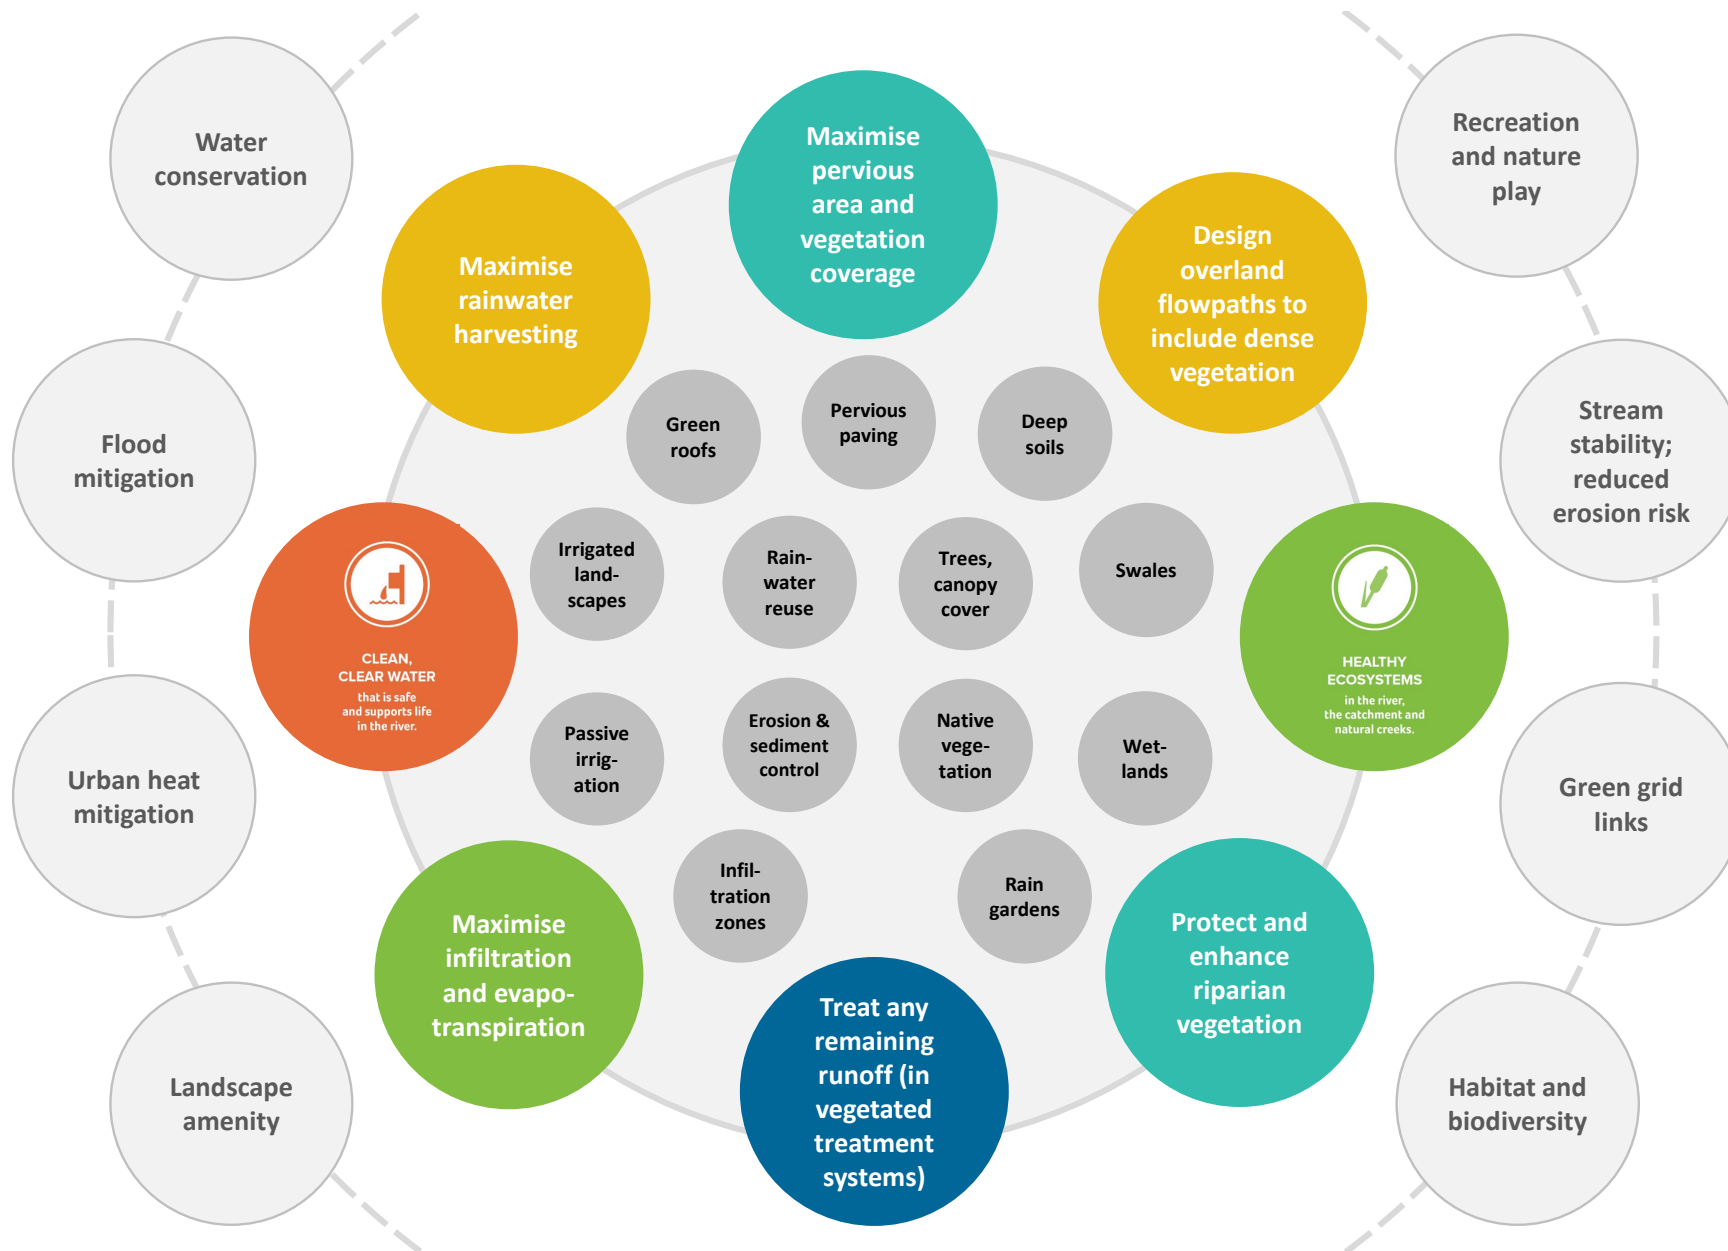 Water
conservation
Flood
mitigation
Urban heat
mitigation
Landscape
amenity
Maximise
rainwater
harvesting
Maximise
pervious
area and
vegetation
coverage
Design
overland
flowpaths to
include dense
vegetation
CLEAN,
CLEAR WATER
that is safe
and supports life
in the river.
Green
roofs
Pervious
paving
Deep
soils
Irrigated
land-
scapes
Rain-
water
reuse
Trees,
canopy
cover
Swales
Passive
irrig-
ation
Erosion &
sediment
control
Native
vege-
tation
Wet-
lands
Infil-
tration
zones
Rain
gardens
HEALTHY
ECOSYSTEMS
in the river,
the catchment and
natural creeks.
Maximise
infiltration
and evapo-
transpiration
Treat any
remaining
runoff (in
vegetated
treatment
systems)
Protect and
enhance
riparian
vegetation
Recreation
and nature
play
Stream
stability;
reduced
erosion risk
Green grid
links
Habitat and
biodiversity